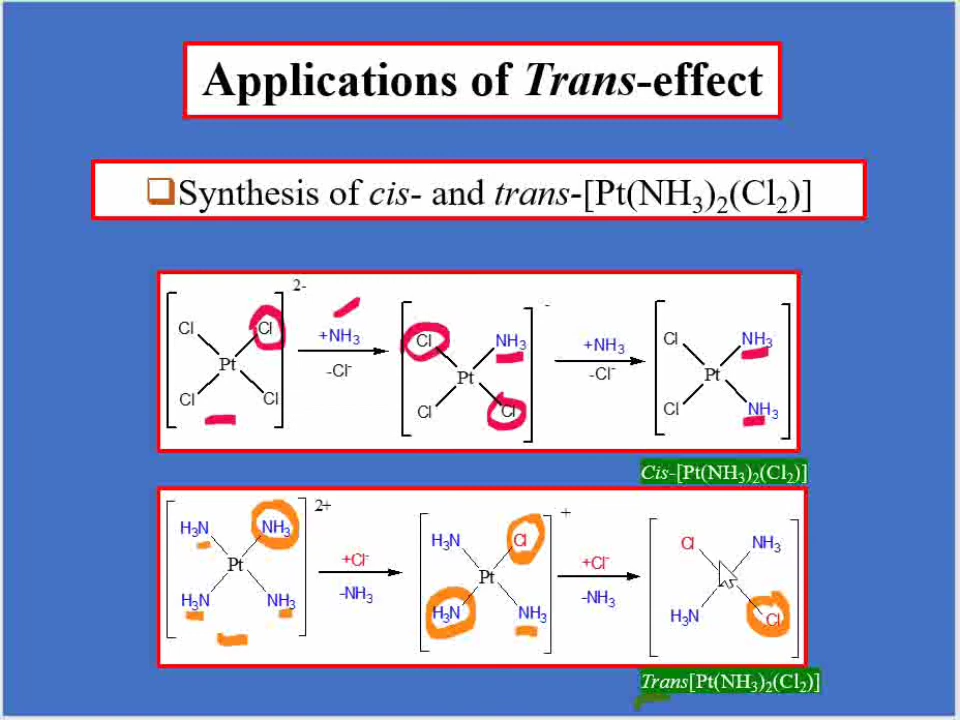 Applications of Trans-effect
Synthesis of cis- and trans-[Pt(NH₃)₂(Cl₂)]
2-
Cl Cl
Pt
Cl Cl
+NH₃
-Cl⁻
-
Cl NH₃
Pt
Cl Cl
+NH₃
-Cl⁻
Cl NH₃
Pt
Cl NH₃
Cis-[Pt(NH₃)₂(Cl₂)]
2+
H₃N NH₃
Pt
H₃N NH₃
+Cl⁻
-NH₃
+
H₃N Cl
Pt
H₃N NH₃
+Cl⁻
-NH₃
Cl NH₃
H₃N Cl
Trans[Pt(NH₃)₂(Cl₂)]